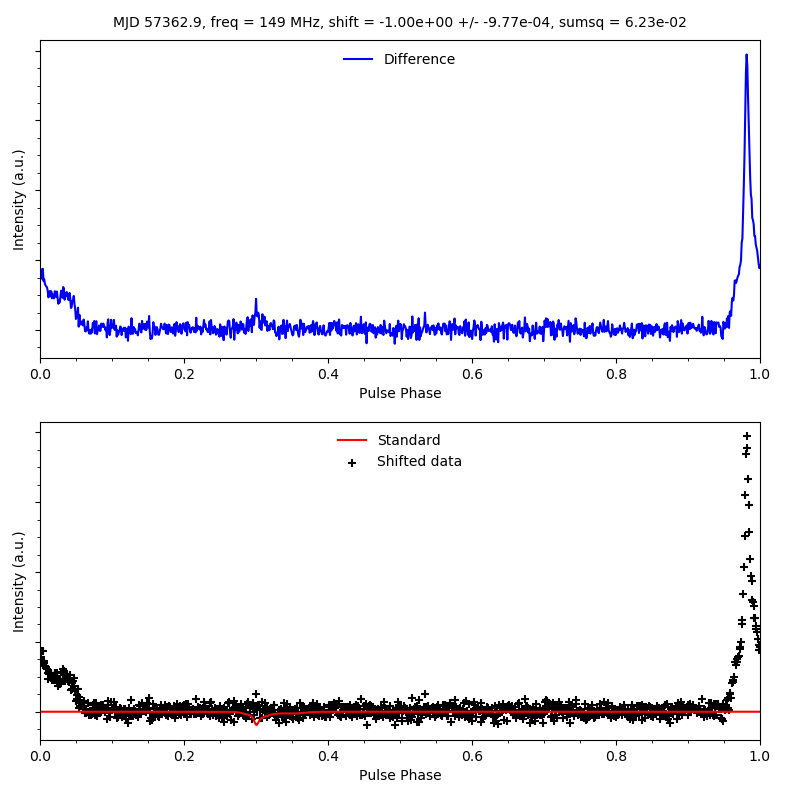 MJD 57362.9, freq = 149 MHz, shift = -1.00e+00 +/- -9.77e-04, sumsq = 6.23e-02
Difference
Intensity (a.u.)
0.0 0.2 0.4 0.6 0.8 1.0
Pulse Phase
Standard
Shifted data
Intensity (a.u.)
0.0 0.2 0.4 0.6 0.8 1.0
Pulse Phase